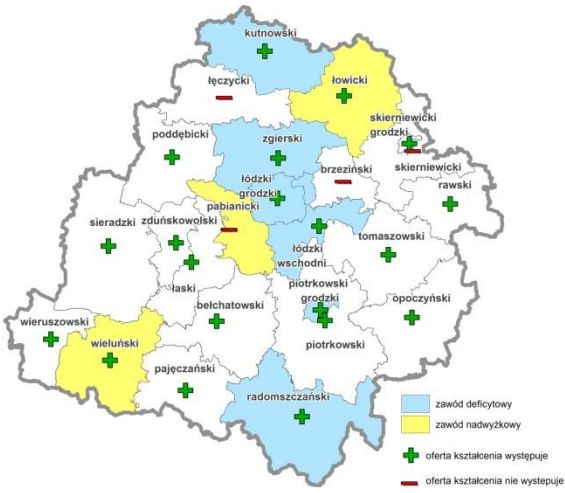 kutnowski
łęczycki
łowicki
skierniewicki
grodzki
poddębicki
zgierski
brzeziński
skierniewicki
łódzki
grodzki
rawski
pabianicki
sieradzki
zduńskowolski
łódzki
wschodni
tomaszowski
łaski
piotrkowski
grodzki
bełchatowski
opoczyński
wieruszowski
wieluński
piotrkowski
pajęczański
radomszczański
zawód deficytowy
zawód nadwyżkowy
oferta kształcenia występuje
oferta kształcenia nie wystepuje